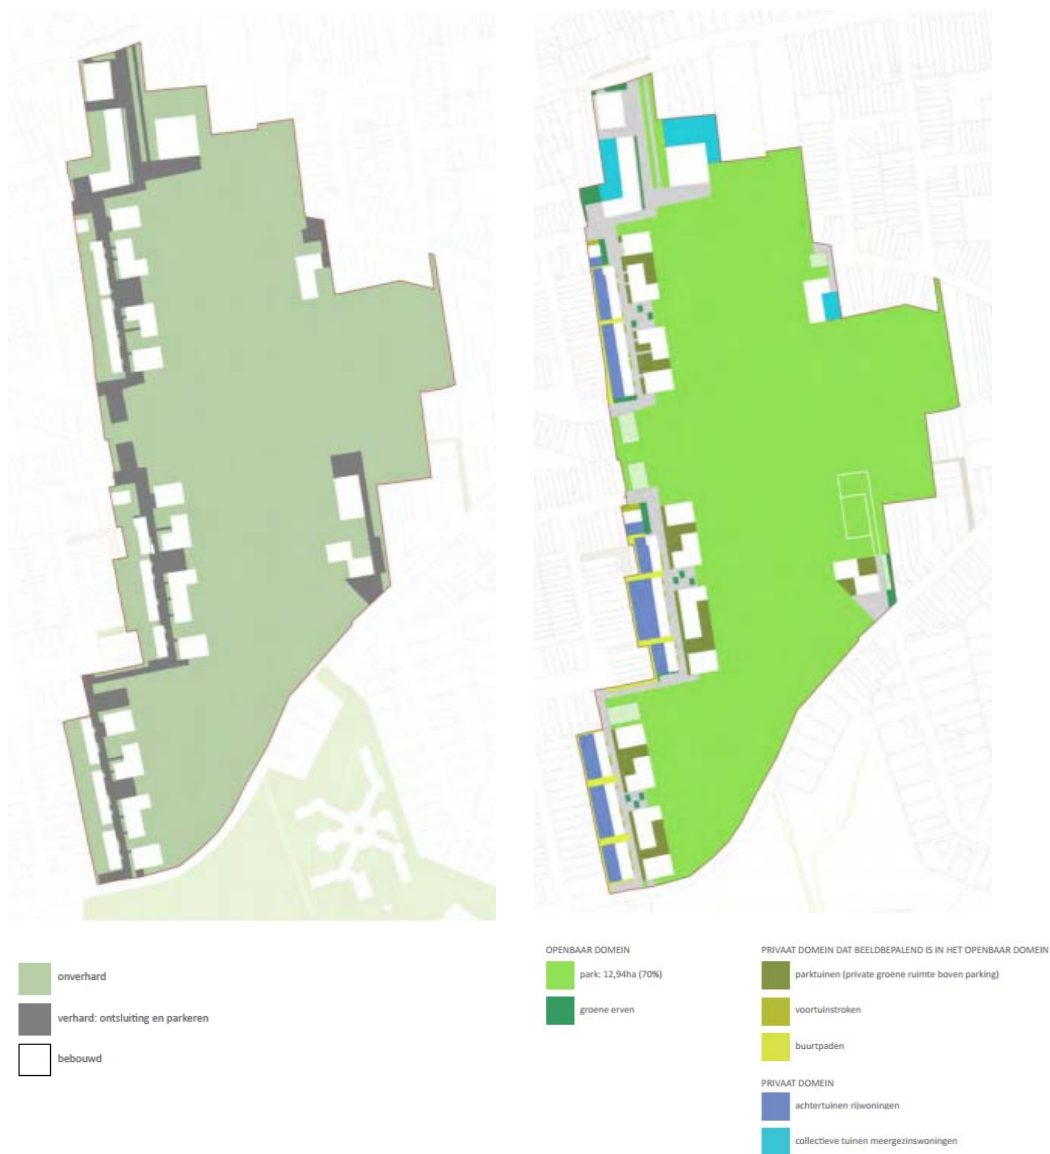 onverhard
verhard: ontsluiting en parkeren
bebouwd
OPENBAAR DOMEIN
park: 12,94ha (70%)
groene erven
PRIVAAT DOMEIN DAT BEELDBEPALEND IS IN HET OPENBAAR DOMEIN
parktuinen (private groene ruimte boven parking)
voortuinstroken
buurtpaden
PRIVAAT DOMEIN
achtertuinen rijwoningen
collectieve tuinen meergezinswoningen